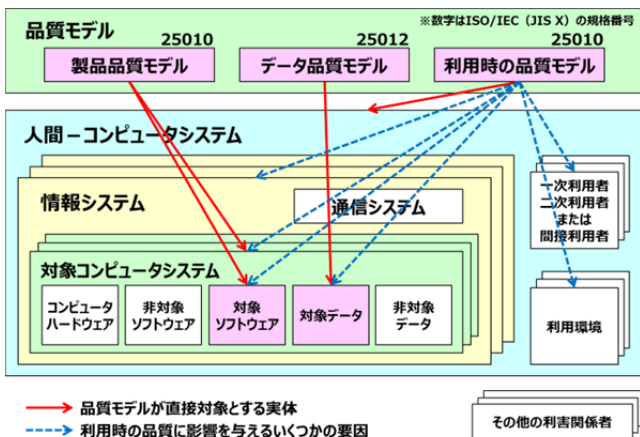 品質モデル
※数字はISO/IEC（JIS X）の規格番号
25010
25012
25010
製品品質モデル
データ品質モデル
利用時の品質モデル
人間－コンピュータシステム
情報システム
通信システム
一次利用者
二次利用者
または
間接利用者
対象コンピュータシステム
コンピュータ
ハードウェア
非対象
ソフトウェア
対象
ソフトウェア
対象データ
非対象
データ
利用環境
品質モデルが直接対象とする実体
利用時の品質に影響を与えるいくつかの要因
その他の利害関係者